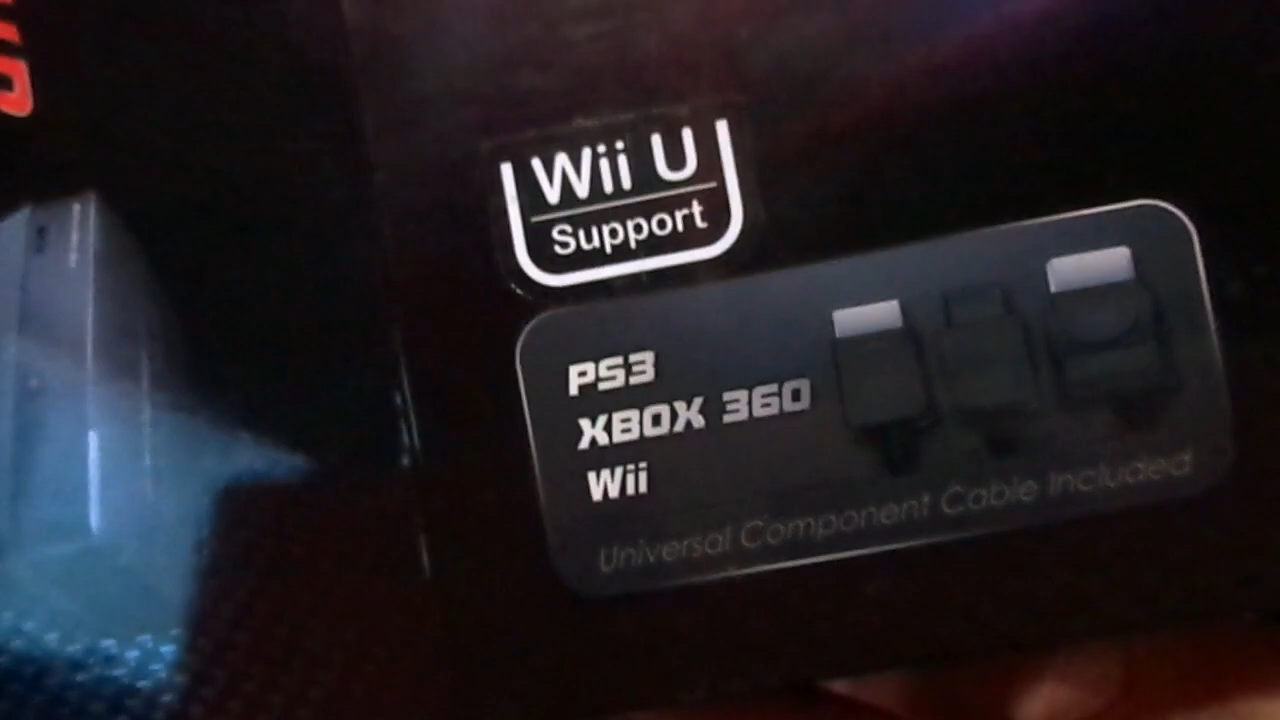 Wii U
Support
PS3
XBOX 360
Wii
Universal Component Cable Included